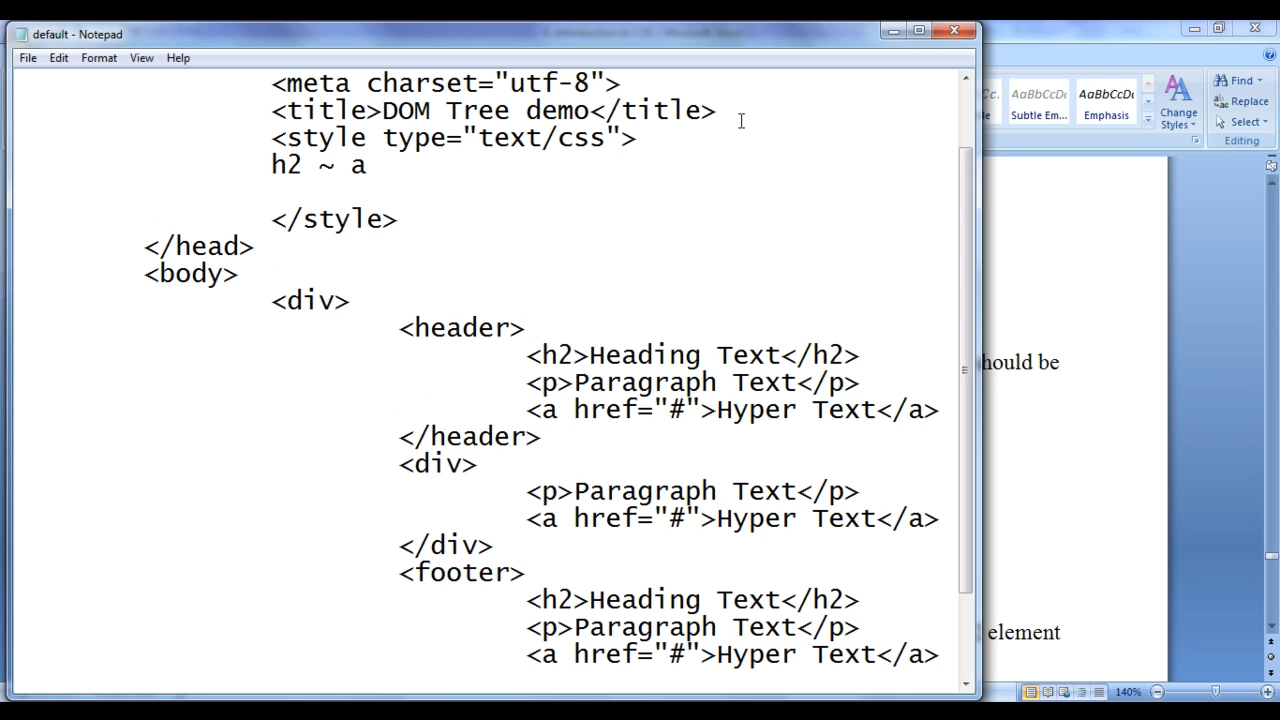 default - Notepad
File Edit Format View Help
<meta charset="utf-8">
<title>DOM Tree demo</title>
<style type="text/css">
h2 ~ a
</style>
</head>
<body>
<div>
<header>
<h2>Heading Text</h2>
<p>Paragraph Text</p>
<a href="#">Hyper Text</a>
</header>
<div>
<p>Paragraph Text</p>
<a href="#">Hyper Text</a>
</div>
<footer>
<h2>Heading Text</h2>
<p>Paragraph Text</p>
<a href="#">Hyper Text</a>
AaBbCcDc AaBbCcDc
Subtle Em... Emphasis
Change
Styles
Find
Replace
Select
Editing
hould be
element
140%